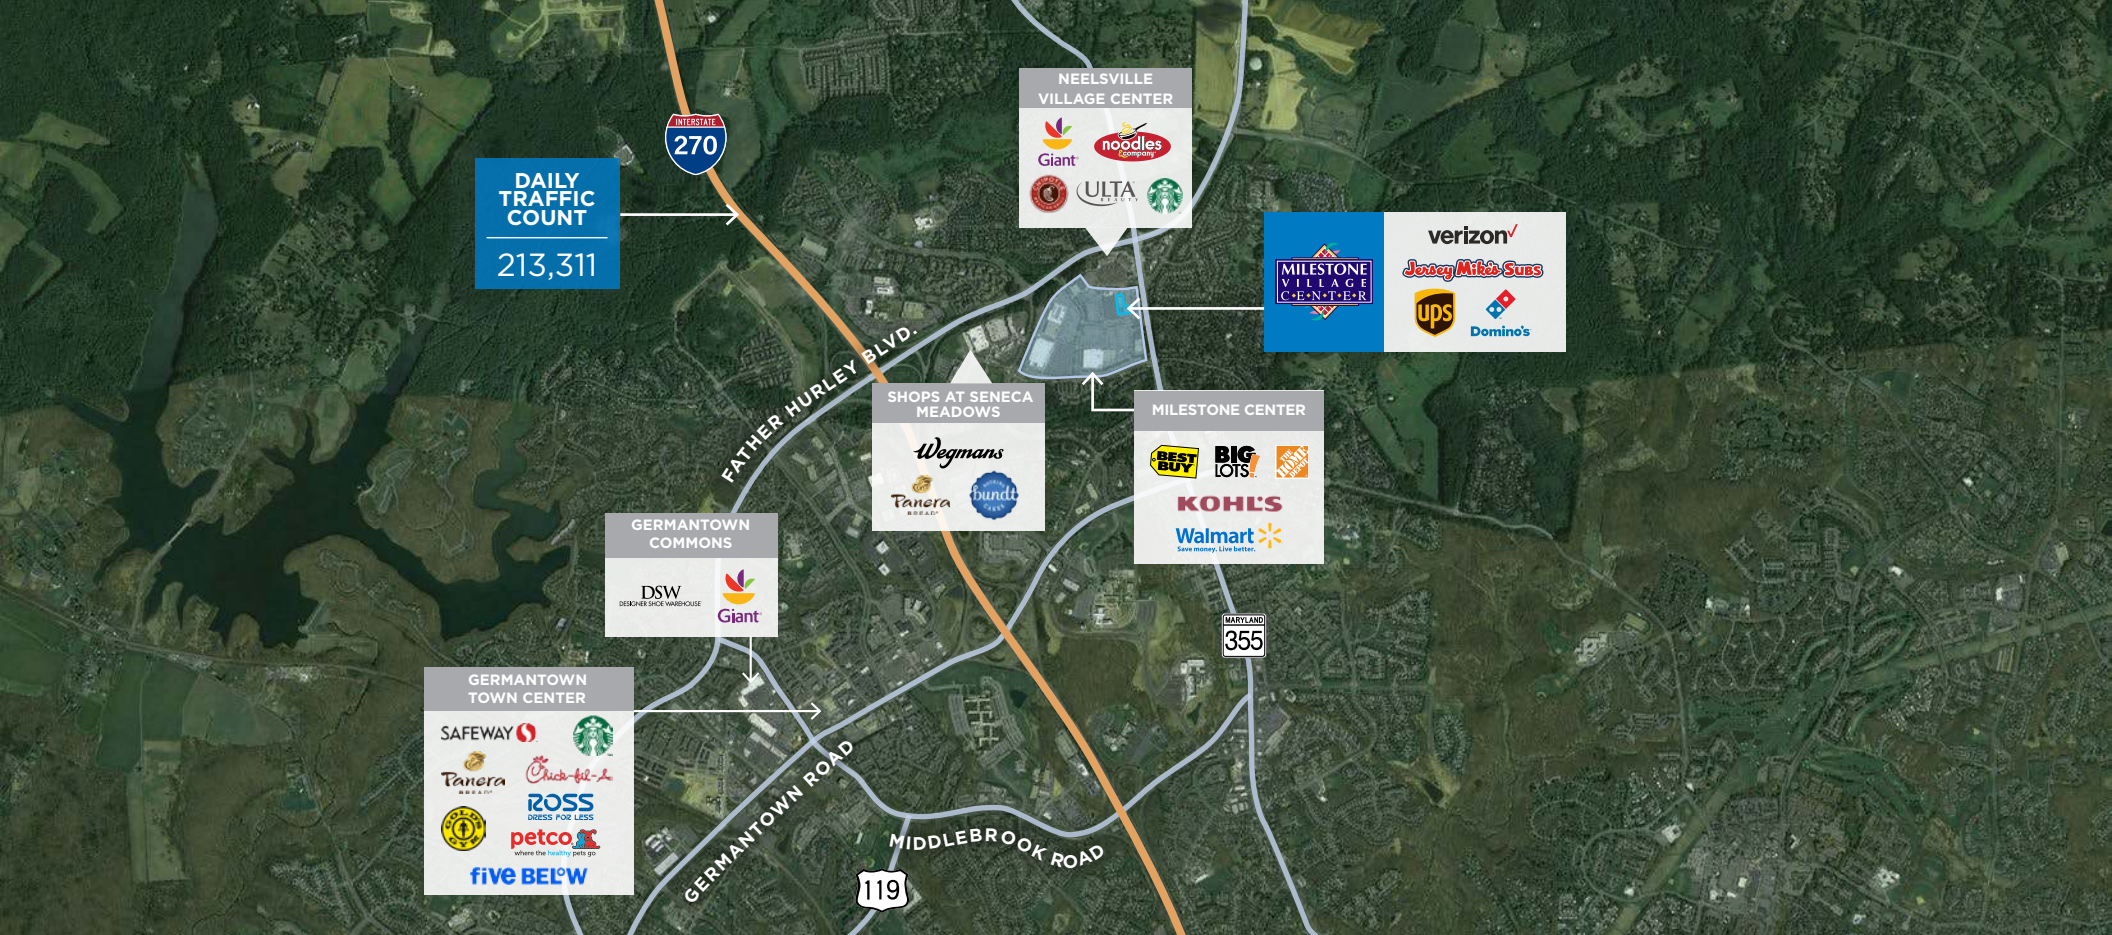 NEELSVILLE
VILLAGE CENTER
Giant
noodles
&company
CHIPOTLE
ULTA
BEAUTY
INTERSTATE
270
DAILY
TRAFFIC
COUNT
213,311
MILESTONE
VILLAGE
C•E•N•T•E•R
verizon
Jersey Mike's SUBS
ups
Domino's
FATHER HURLEY BLVD.
SHOPS AT SENECA
MEADOWS
Wegmans
Panera
BREAD
bundt
CAKES
MILESTONE CENTER
BEST
BUY
BIG
LOTS!
THE
HOME
DEPOT
KOHL'S
Walmart
Save money. Live better.
GERMANTOWN
COMMONS
DSW
DESIGNER SHOE WAREHOUSE
Giant
MARYLAND
355
GERMANTOWN
TOWN CENTER
SAFEWAY
Panera
BREAD
Chick-fil-A
GOLD'S
GYM
ROSS
DRESS FOR LESS
petco
where the healthy pets go
five BEL°W
GERMANTOWN ROAD
MIDDLEBROOK ROAD
119